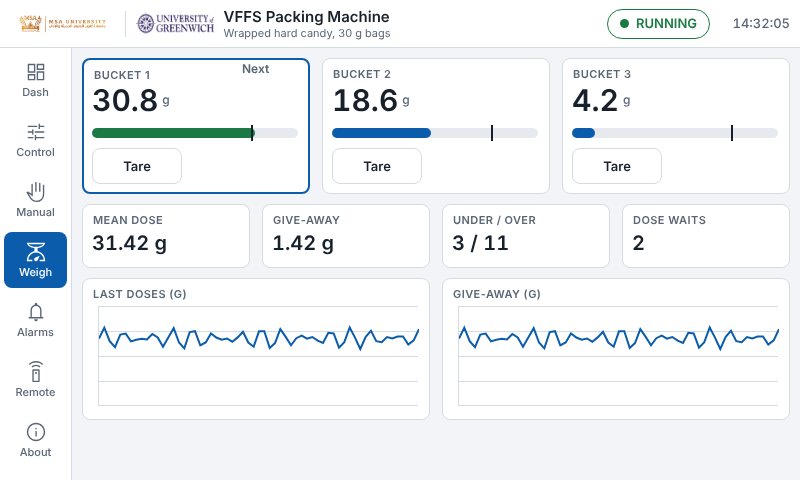 MSA UNIVERSITY
UNIVERSITY
of
GREENWICH
VFFS Packing Machine
Wrapped hard candy, 30 g bags
RUNNING
14:32:05
Dash
Control
Manual
Weigh
Alarms
Remote
About
BUCKET 1
Next
30.8 g
Tare
BUCKET 2
18.6 g
Tare
BUCKET 3
4.2 g
Tare
MEAN DOSE
31.42 g
GIVE-AWAY
1.42 g
UNDER / OVER
3 / 11
DOSE WAITS
2
LAST DOSES (G)
GIVE-AWAY (G)